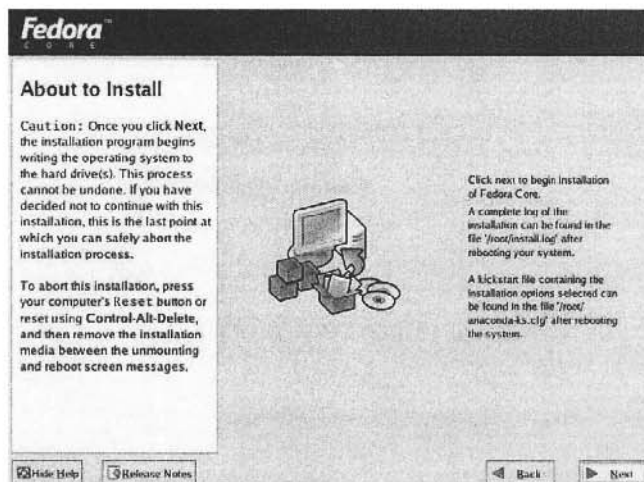 Fedora™
C O R E
About to Install
Caution: Once you click Next,
the installation program begins
writing the operating system to
the hard drive(s). This process
cannot be undone. If you have
decided not to continue with this
installation, this is the last point at
which you can safely abort the
installation process.
To abort this installation, press
your computer's Reset button or
reset using Control-Alt-Delete,
and then remove the installation
media between the unmounting
and reboot screen messages.
Click next to begin installation
of Fedora Core.
A complete log of the
installation can be found in the
file '/root/install.log' after
rebooting your system.
A kickstart file containing the
installation options selected can
be found in the file '/root/
anaconda-ks.cfg' after rebooting
the system.
Hide Help
Release Notes
Back
Next